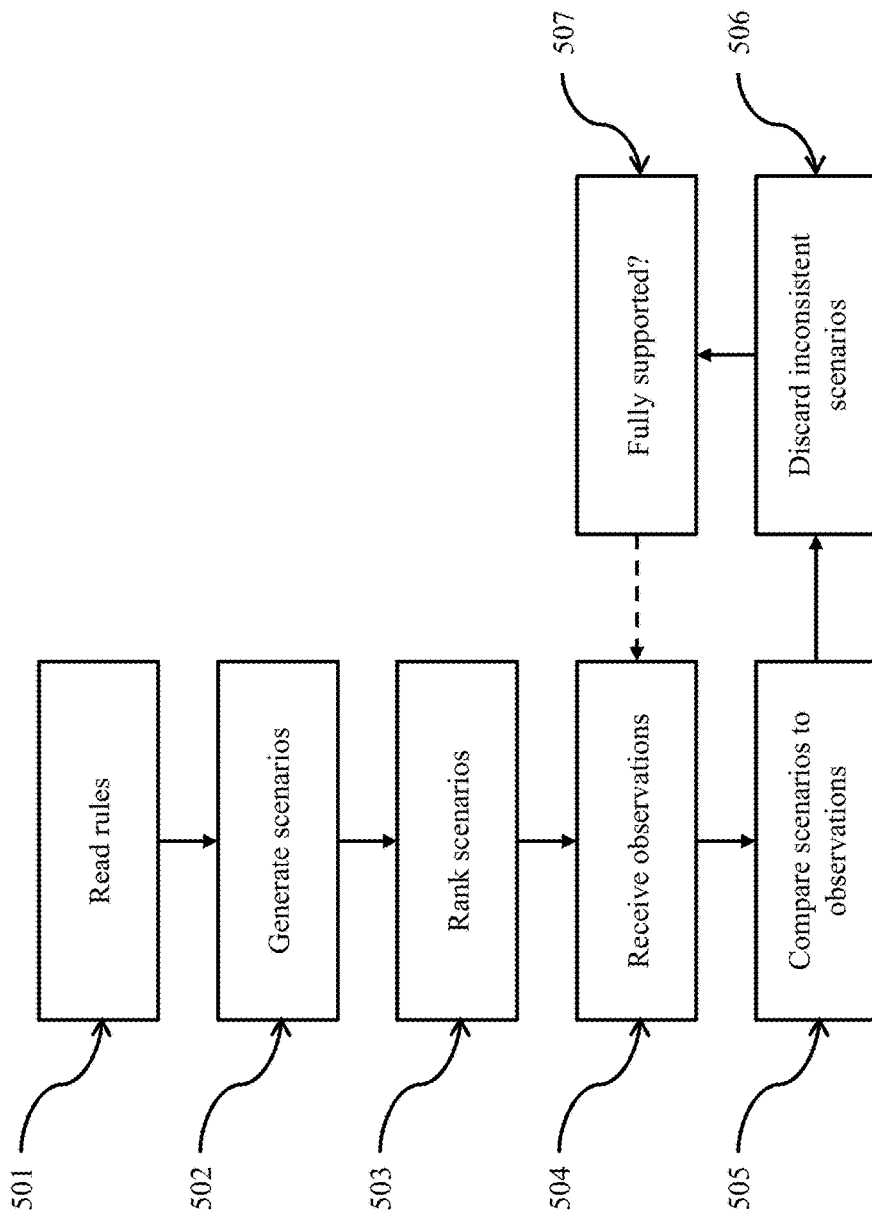 501
Read rules
502
Generate scenarios
503
Rank scenarios
504
Receive observations
505
Compare scenarios to
observations
506
Discard inconsistent
scenarios
507
Fully supported?